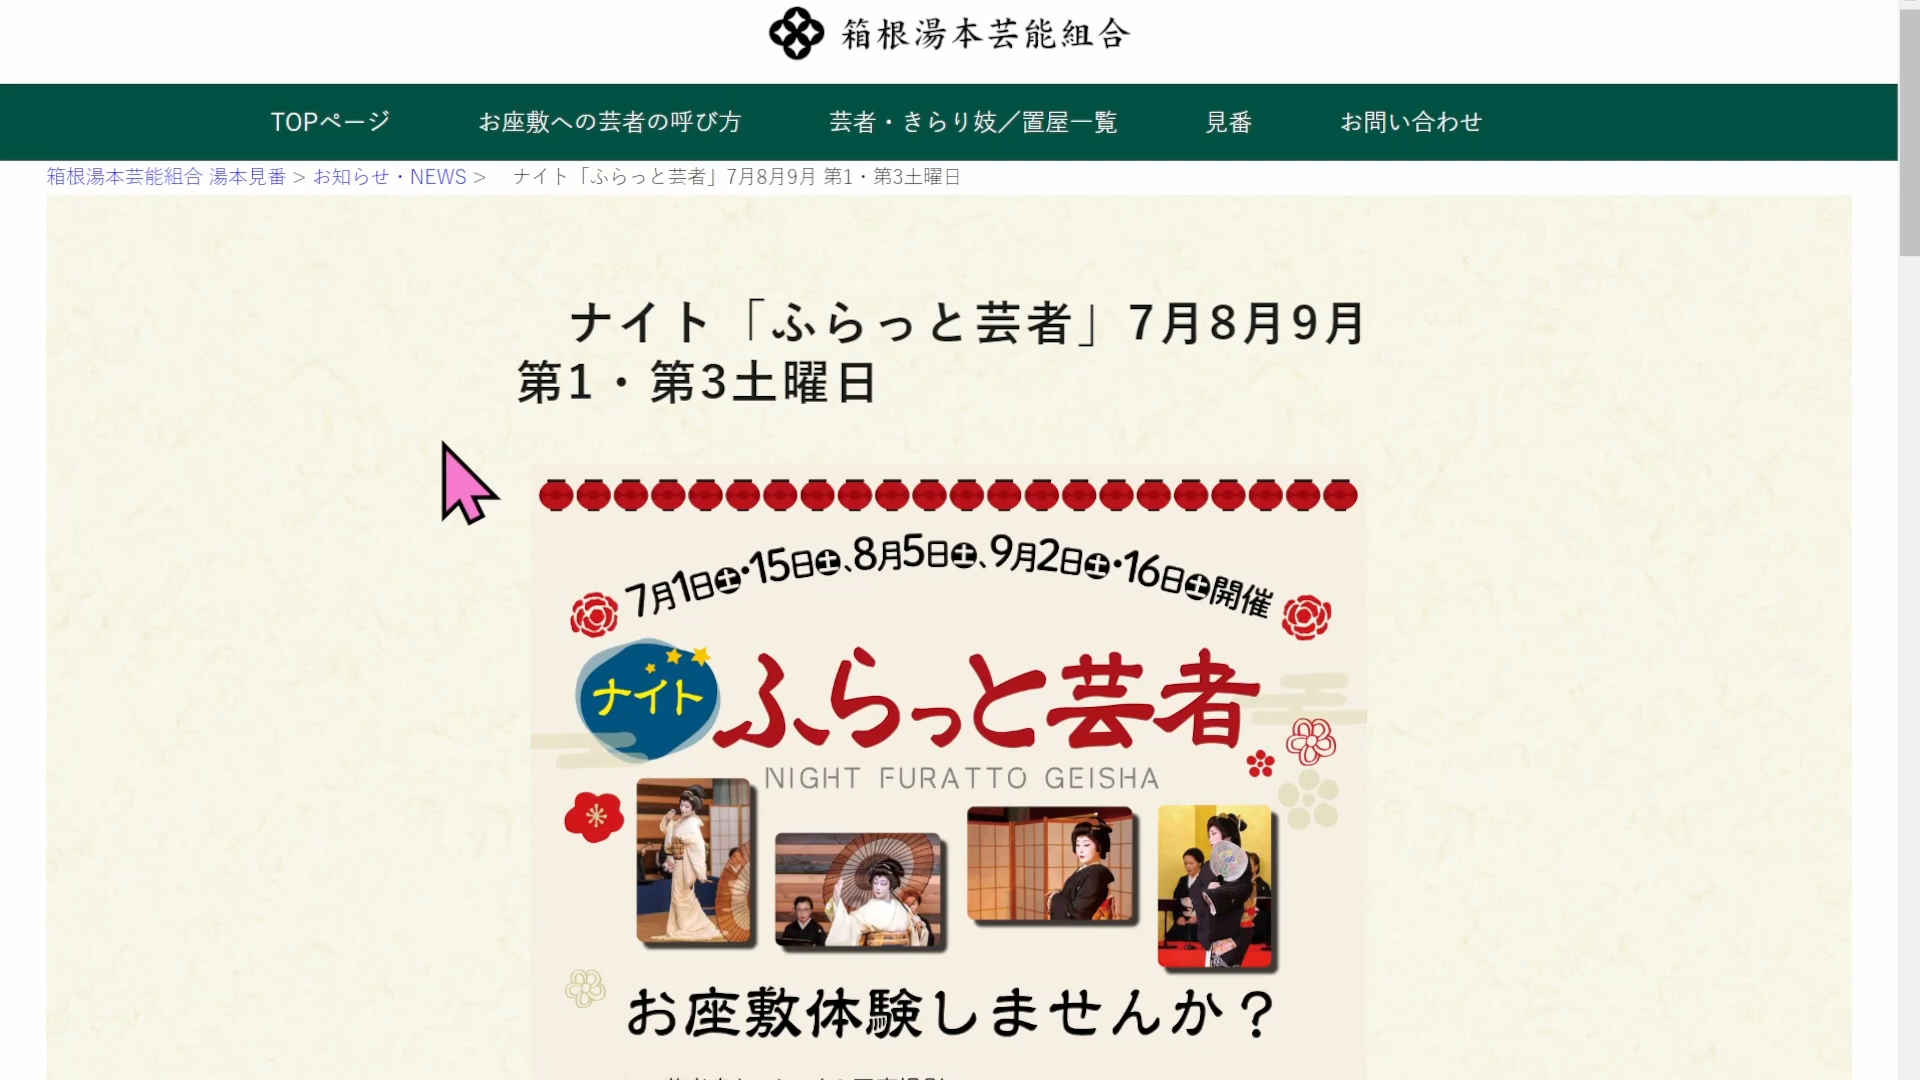 箱根湯本芸能組合
TOPページ お座敷への芸者の呼び方 芸者・きらり妓／置屋一覧 見番 お問い合わせ
箱根湯本芸能組合 湯本見番 > お知らせ・NEWS > ナイト「ふらっと芸者」7月8月9月 第1・第3土曜日
ナイト「ふらっと芸者」7月8月9月
第1・第3土曜日
7月1日土・15日土、8月5日土、9月2日土・16日土開催
ナイト ふらっと芸者
NIGHT FURATTO GEISHA
お座敷体験しませんか？